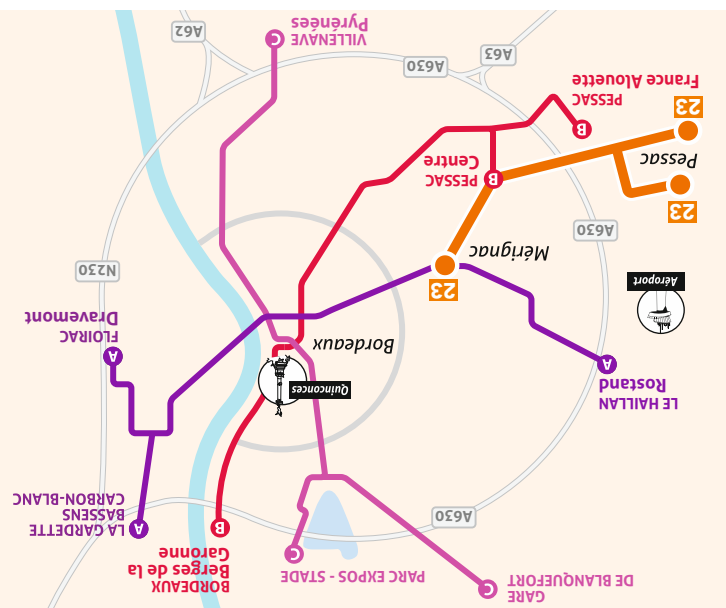 GARE
DE BLANQUEFORT
C
PARC EXPOS - STADE
C
BORDEAUX
Berges de la
Garonne
B
LA GARDETTE
BASSENS
CARBON-BLANC
A
A630
LE HAILLAN
Rostand
A
Quinconces
Bordeaux
FLOIRAC
Dravemont
A
Aéroport
23
Mérignac
N230
A630
23
Pessac
23
PESSAC
Centre
B
PESSAC
France Alouette
B
A630
A63
VILLENAVE
Pyrénées
C
A62